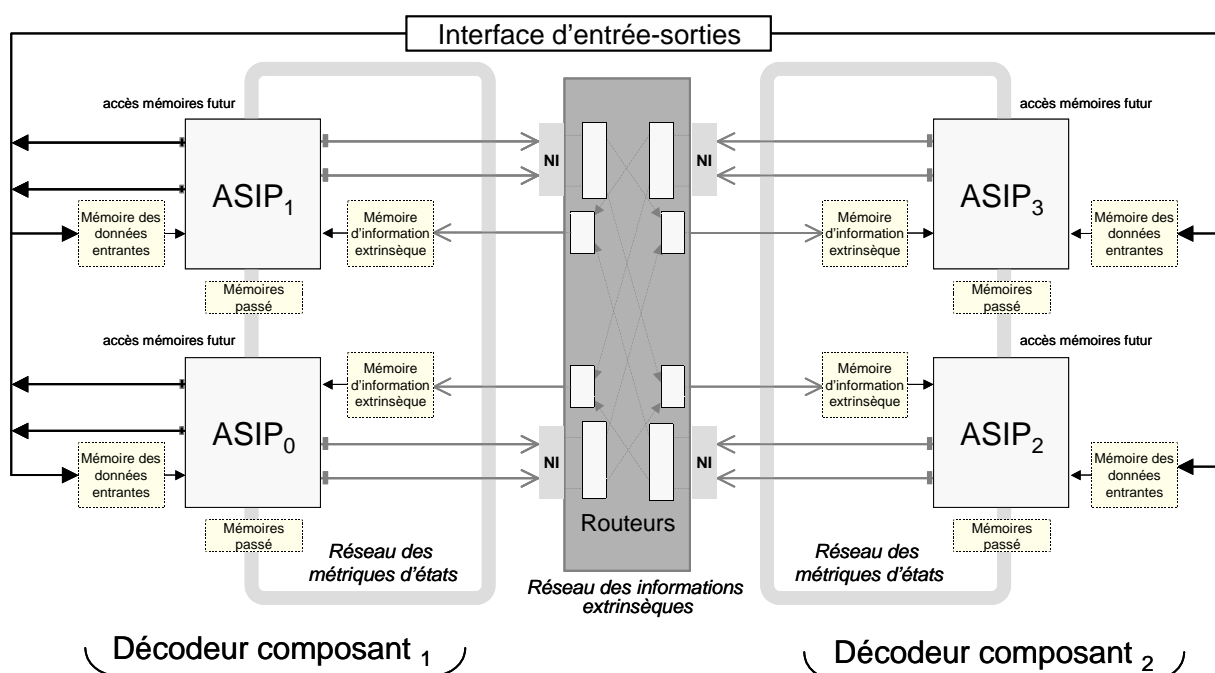 Interface d'entrée-sorties
accès mémoires futur
accès mémoires futur
ASIP1
NI
NI
ASIP3
Mémoire des
données
entrantes
Mémoire
d'information
extrinsèque
Mémoire
d'information
extrinsèque
Mémoire des
données
entrantes
Mémoires
passé
Mémoires
passé
accès mémoires futur
accès mémoires futur
Mémoire
d'information
extrinsèque
Mémoire
d'information
extrinsèque
ASIP0
NI
NI
ASIP2
Mémoire des
données
entrantes
Mémoire des
données
entrantes
Mémoires
passé
Routeurs
Mémoires
passé
Réseau des
métriques d'états
Réseau des informations
extrinsèques
Réseau des
métriques d'états
Décodeur composant 1
Décodeur composant 2